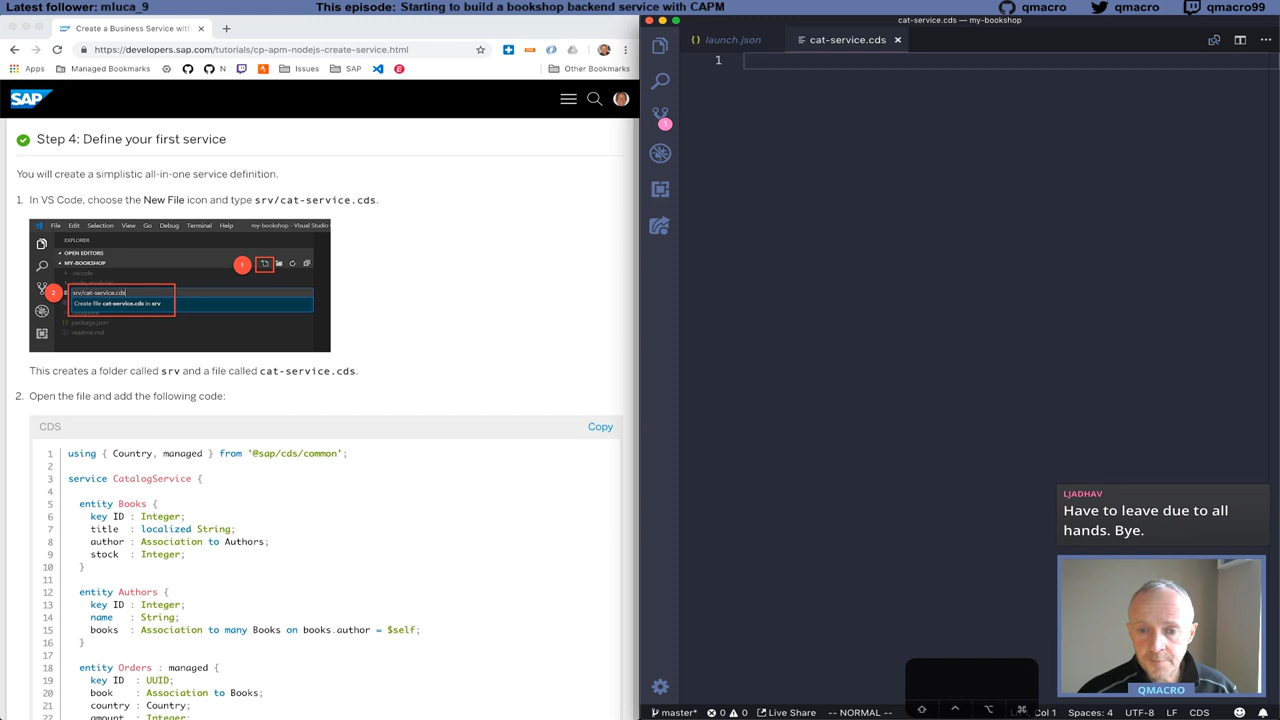 Latest follower: mluca_9
This episode: Starting to build a bookshop backend service with CAPM
qmacro
qmacro
qmacro99
Create a Business Service with
https://developers.sap.com/tutorials/cp-apm-nodejs-create-service.html
Apps
Managed Bookmarks
N
Issues
SAP
Other Bookmarks
SAP
Step 4: Define your first service
You will create a simplistic all-in-one service definition.
1. In VS Code, choose the New File icon and type srv/cat-service.cds.
File Edit Selection View Go Debug Terminal Help my-bookshop - Visual Studio
EXPLORER
OPEN EDITORS
MY-BOOKSHOP
1
.vscode
2
srv/cat-service.cds
Create file cat-service.cds in srv
package.json
readme.md
This creates a folder called srv and a file called cat-service.cds.
2. Open the file and add the following code:
CDS
Copy
1 using { Country, managed } from '@sap/cds/common';
2
3 service CatalogService {
4
5 entity Books {
6 key ID : Integer;
7 title : localized String;
8 author : Association to Authors;
9 stock : Integer;
10 }
11
12 entity Authors {
13 key ID : Integer;
14 name : String;
15 books : Association to many Books on books.author = $self;
16 }
17
18 entity Orders : managed {
19 key ID : UUID;
20 book : Association to Books;
21 country : Country;
22 amount : Integer;
cat-service.cds — my-bookshop
launch.json
cat-service.cds
1
1
LJADHAV
Have to leave due to all
hands. Bye.
QMACRO
master*
0
0
Live Share
-- NORMAL --
Col 1
Spaces: 4
UTF-8
LF
CDS